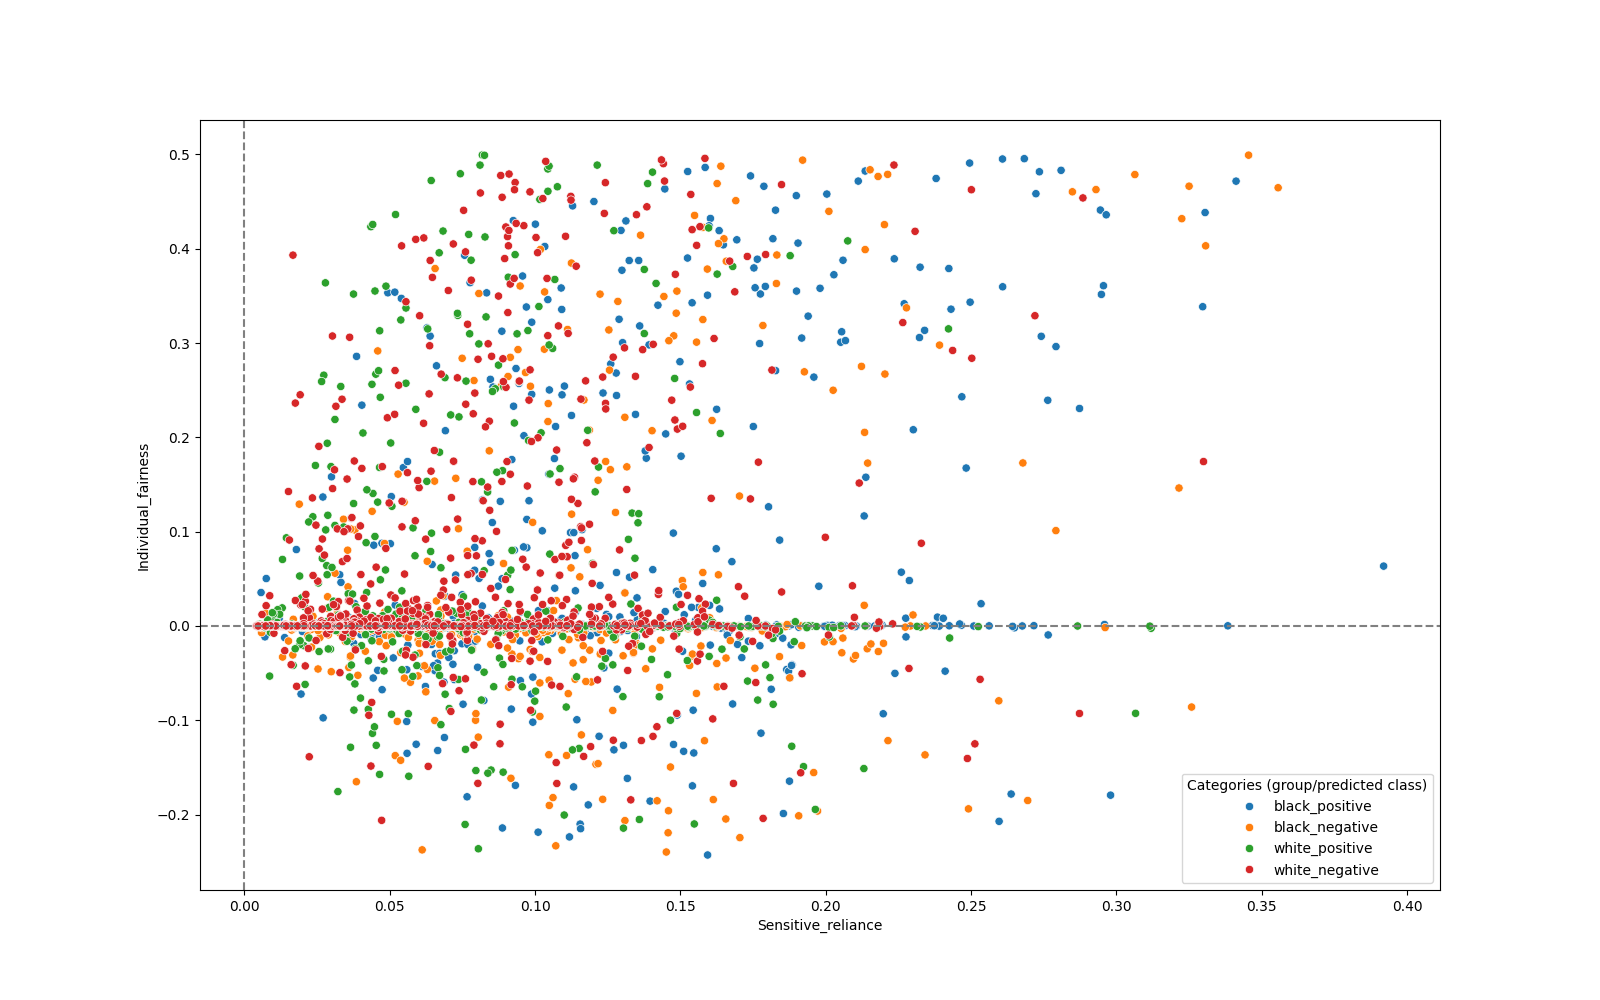 0.5
0.4
0.3
0.2
0.1
0.0
−0.1
−0.2
Individual_fairness
0.00 0.05 0.10 0.15 0.20 0.25 0.30 0.35 0.40
Sensitive_reliance
Categories (group/predicted class)
black_positive
black_negative
white_positive
white_negative